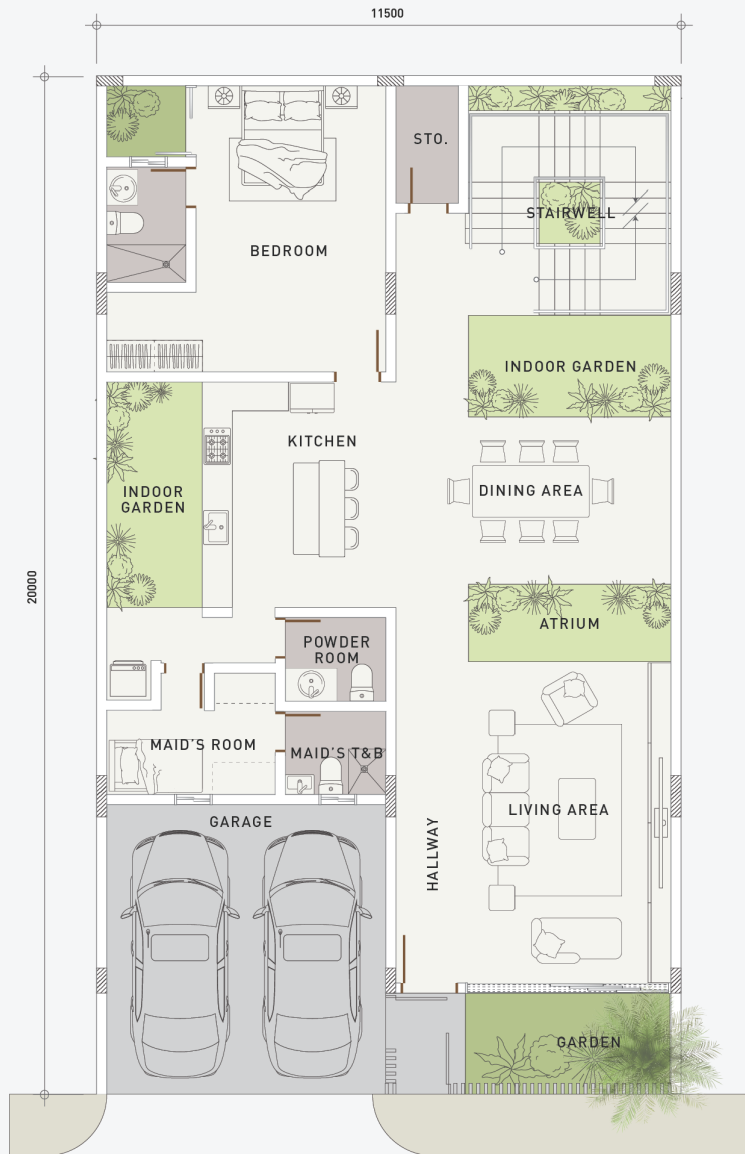 11500
STO.
STAIRWELL
BEDROOM
INDOOR GARDEN
KITCHEN
INDOOR
GARDEN
DINING AREA
20000
POWDER
ROOM
ATRIUM
MAID'S ROOM
MAID'S T&B
LIVING AREA
GARAGE
HALLWAY
GARDEN